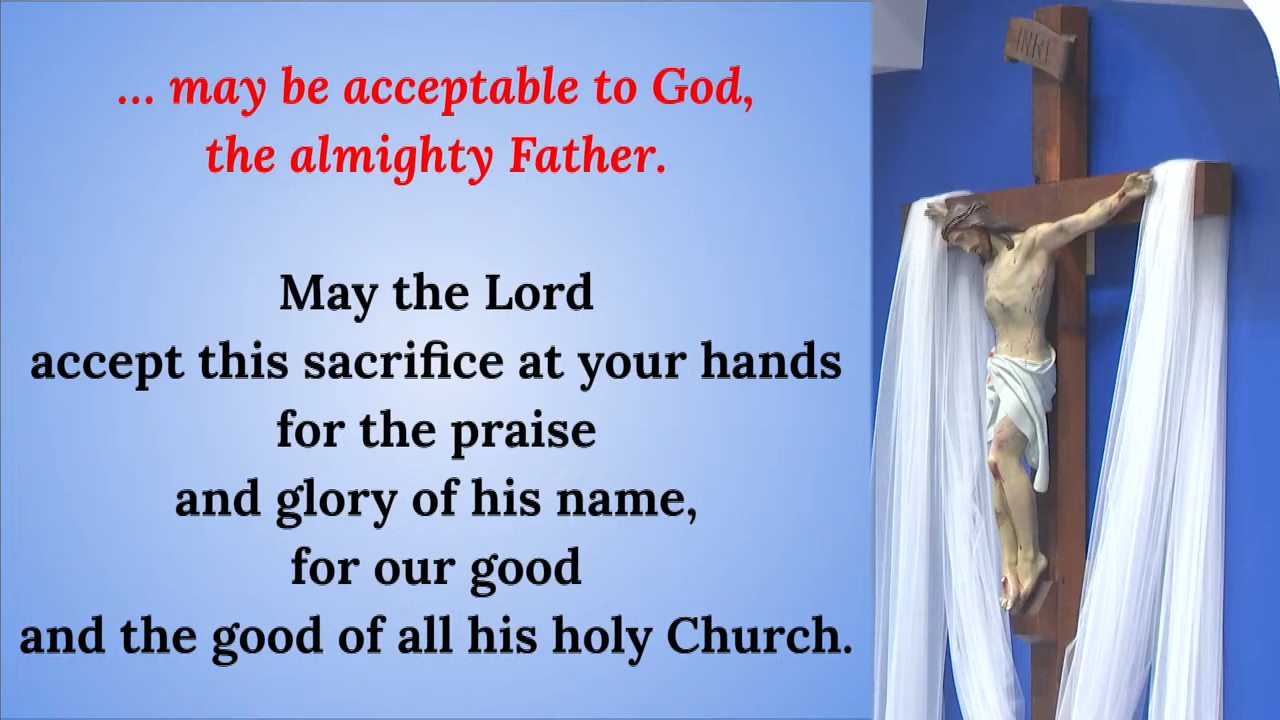 ... may be acceptable to God,
the almighty Father.
May the Lord
accept this sacrifice at your hands
for the praise
and glory of his name,
for our good
and the good of all his holy Church.
INRI